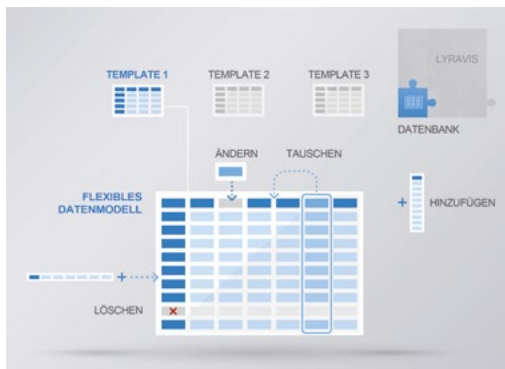 LYRAVIS
TEMPLATE 1
TEMPLATE 2
TEMPLATE 3
DATENBANK
ÄNDERN
TAUSCHEN
FLEXIBLES
DATENMODELL
HINZUFÜGEN
LÖSCHEN